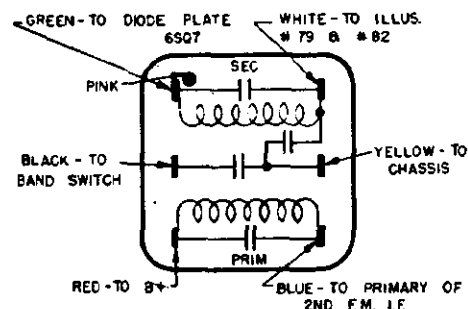 GREEN-TO DIODE PLATE
6SQ7
WHITE-TO ILLUS.
# 79 & # 82
SEC
PINK
BLACK-TO
BAND SWITCH
YELLOW-TO
CHASSIS
PRIM
RED-TO B+
BLUE-TO PRIMARY OF
2ND F.M. I.F.